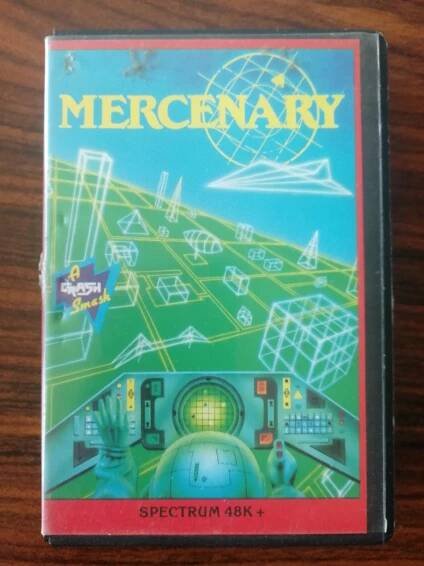 MERCENARY
A
CRASH
Smash
SPECTRUM 48K +